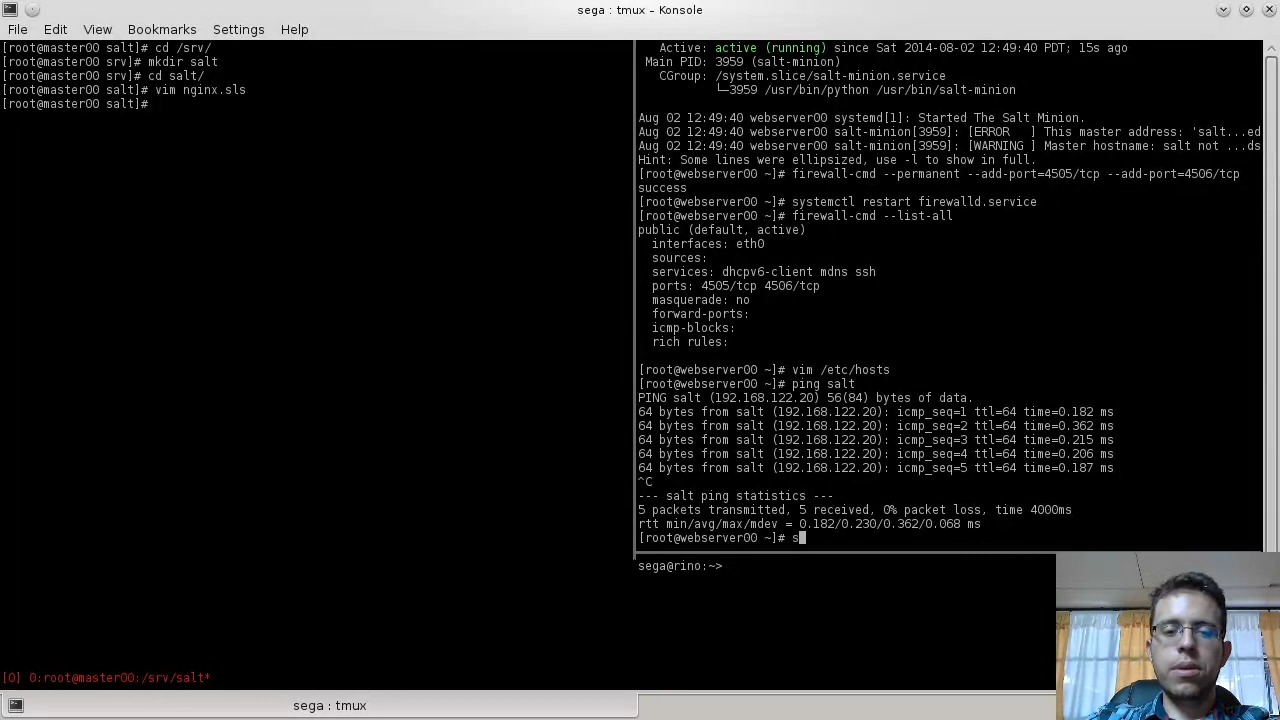 sega : tmux – Konsole
File Edit View Bookmarks Settings Help
[root@master00 salt]# cd /srv/
[root@master00 srv]# mkdir salt
[root@master00 srv]# cd salt/
[root@master00 salt]# vim nginx.sls
[root@master00 salt]#
Active: active (running) since Sat 2014-08-02 12:49:40 PDT; 15s ago
Main PID: 3959 (salt-minion)
CGroup: /system.slice/salt-minion.service
└─3959 /usr/bin/python /usr/bin/salt-minion
Aug 02 12:49:40 webserver00 systemd[1]: Started The Salt Minion.
Aug 02 12:49:40 webserver00 salt-minion[3959]: [ERROR   ] This master address: 'salt...ed
Aug 02 12:49:40 webserver00 salt-minion[3959]: [WARNING ] Master hostname: salt not ...ds
Hint: Some lines were ellipsized, use -l to show in full.
[root@webserver00 ~]# firewall-cmd --permanent --add-port=4505/tcp --add-port=4506/tcp
success
[root@webserver00 ~]# systemctl restart firewalld.service
[root@webserver00 ~]# firewall-cmd --list-all
public (default, active)
interfaces: eth0
sources:
services: dhcpv6-client mdns ssh
ports: 4505/tcp 4506/tcp
masquerade: no
forward-ports:
icmp-blocks:
rich rules:
[root@webserver00 ~]# vim /etc/hosts
[root@webserver00 ~]# ping salt
PING salt (192.168.122.20) 56(84) bytes of data.
64 bytes from salt (192.168.122.20): icmp_seq=1 ttl=64 time=0.182 ms
64 bytes from salt (192.168.122.20): icmp_seq=2 ttl=64 time=0.362 ms
64 bytes from salt (192.168.122.20): icmp_seq=3 ttl=64 time=0.215 ms
64 bytes from salt (192.168.122.20): icmp_seq=4 ttl=64 time=0.206 ms
64 bytes from salt (192.168.122.20): icmp_seq=5 ttl=64 time=0.187 ms
^C
--- salt ping statistics ---
5 packets transmitted, 5 received, 0% packet loss, time 4000ms
rtt min/avg/max/mdev = 0.182/0.230/0.362/0.068 ms
[root@webserver00 ~]# s
sega@rino:~>
[0] 0:root@master00:/srv/salt*
sega : tmux